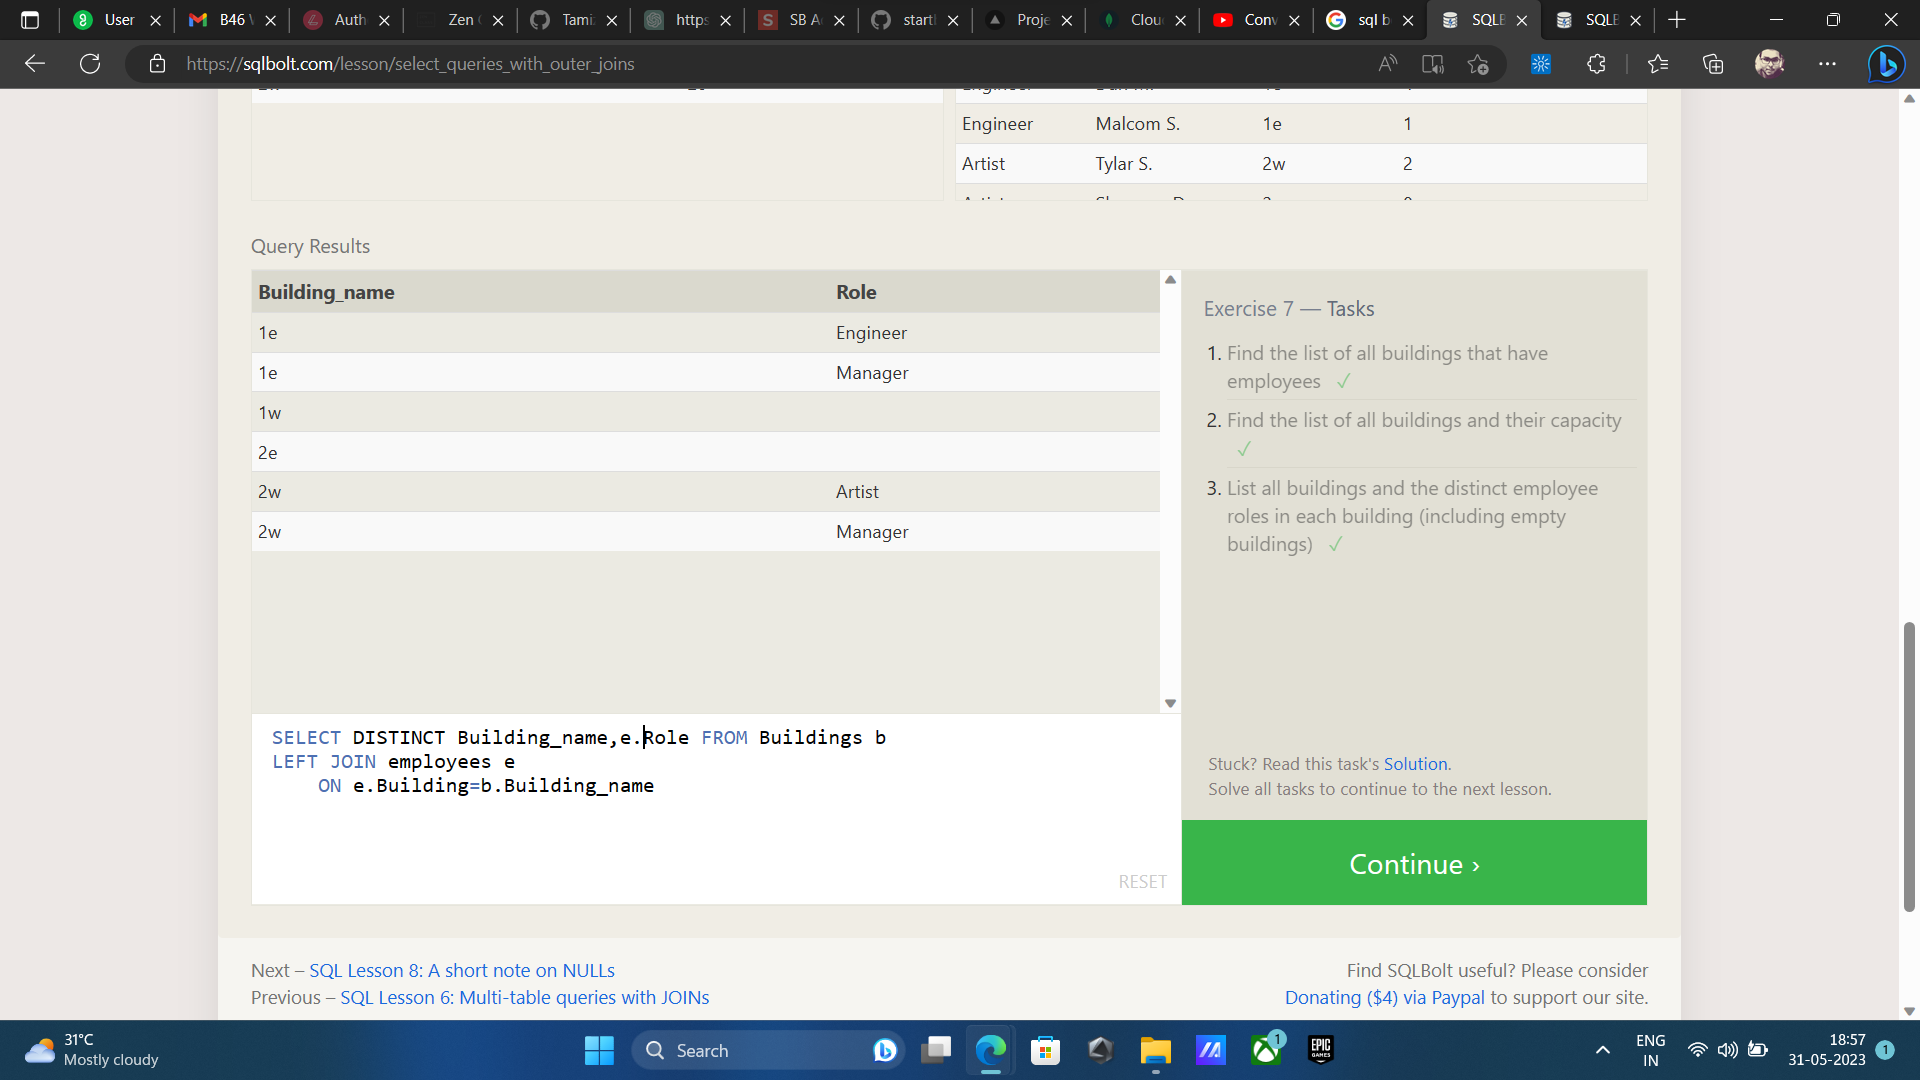 User
B46
Auth
Zen
Tami
https
SB A
start
Proje
Clou
Conv
sql b
SQLB
SQLB
https://sqlbolt.com/lesson/select_queries_with_outer_joins
Engineer Malcom S. 1e 1
Artist Tylar S. 2w 2
Query Results
Building_name Role
1e Engineer
1e Manager
1w
2e
2w Artist
2w Manager
SELECT DISTINCT Building_name,e.Role FROM Buildings b
LEFT JOIN employees e
ON e.Building=b.Building_name
RESET
Exercise 7 — Tasks
1. Find the list of all buildings that have
employees ✓
2. Find the list of all buildings and their capacity
✓
3. List all buildings and the distinct employee
roles in each building (including empty
buildings) ✓
Stuck? Read this task's Solution.
Solve all tasks to continue to the next lesson.
Continue ›
Next – SQL Lesson 8: A short note on NULLs
Previous – SQL Lesson 6: Multi-table queries with JOINs
Find SQLBolt useful? Please consider
Donating ($4) via Paypal to support our site.
31°C
Mostly cloudy
Search
1
EPIC
GAMES
ENG
IN
18:57
31-05-2023
1